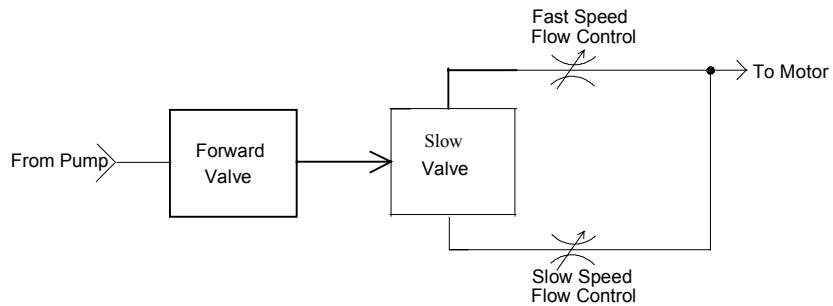 Fast Speed
Flow Control
To Motor
From Pump
Forward
Valve
Slow
Valve
Slow Speed
Flow Control